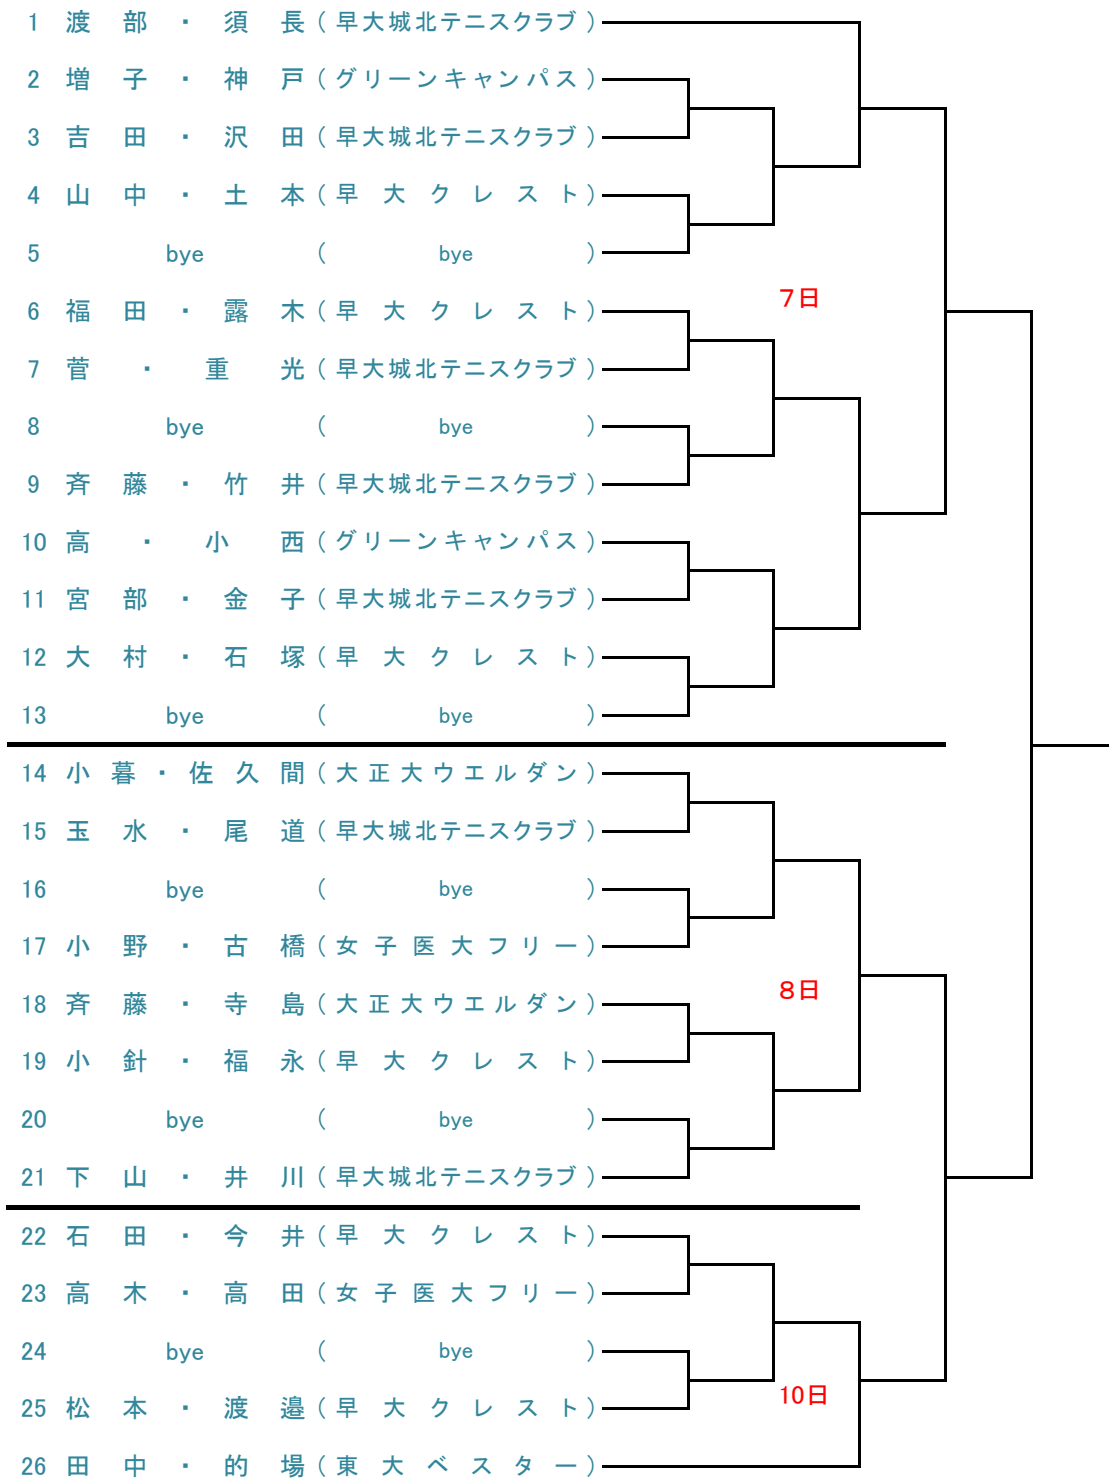 1 渡部・須長(早大城北テニスクラブ)
2 増子・神戸(グリーンキャンパス)
3 吉田・沢田(早大城北テニスクラブ)
4 山中・土本(早大クレスト)
5 bye ( bye )
7日
6 福田・露木(早大クレスト)
7 菅・重光(早大城北テニスクラブ)
8 bye ( bye )
9 斉藤・竹井(早大城北テニスクラブ)
10 高・小西(グリーンキャンパス)
11 宮部・金子(早大城北テニスクラブ)
12 大村・石塚(早大クレスト)
13 bye ( bye )
14 小暮・佐久間(大正大ウエルダン)
15 玉水・尾道(早大城北テニスクラブ)
16 bye ( bye )
17 小野・古橋(女子医大フリー)
8日
18 斉藤・寺島(大正大ウエルダン)
19 小針・福永(早大クレスト)
20 bye ( bye )
21 下山・井川(早大城北テニスクラブ)
22 石田・今井(早大クレスト)
23 高木・高田(女子医大フリー)
24 bye ( bye )
10日
25 松本・渡邉(早大クレスト)
26 田中・的場(東大ベスター)